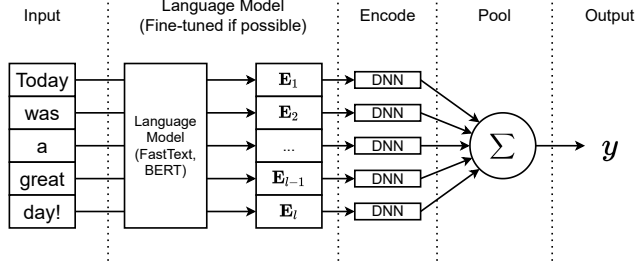 Input
Language Model
(Fine-tuned if possible)
Encode
Pool
Output
Today
was
a
great
day!
Language
Model
(FastText,
BERT)
E₁
E₂
...
Eₗ₋₁
Eₗ
DNN
DNN
DNN
DNN
DNN
Σ
y